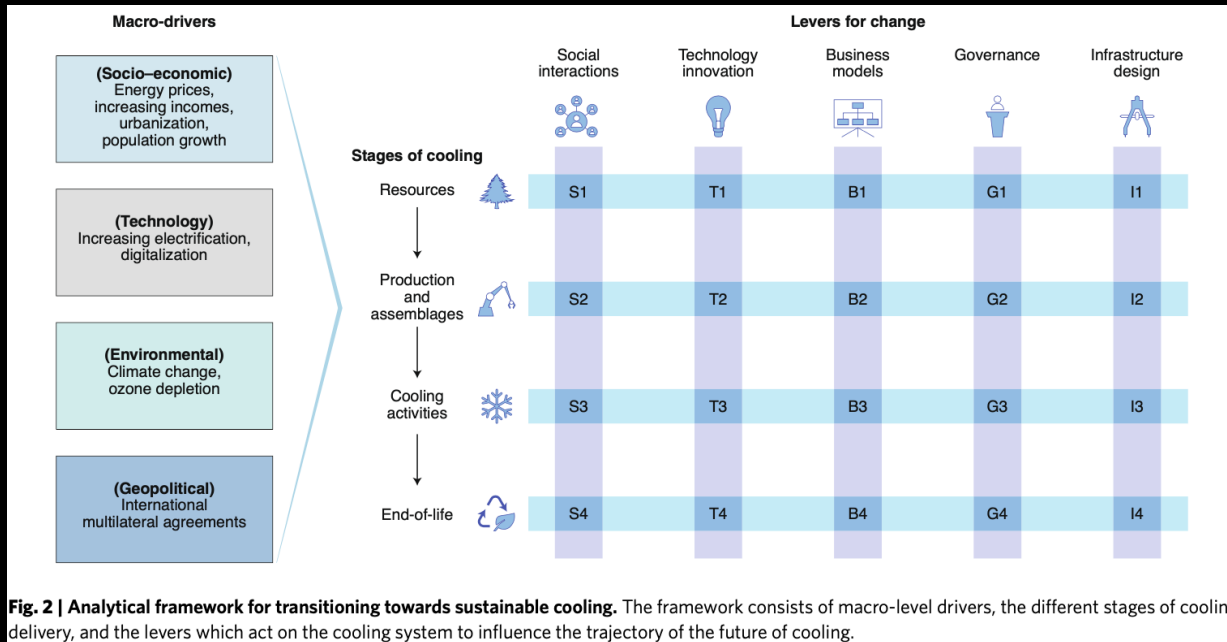 Macro-drivers
(Socio–economic)
Energy prices,
increasing incomes,
urbanization,
population growth
(Technology)
Increasing electrification,
digitalization
(Environmental)
Climate change,
ozone depletion
(Geopolitical)
International
multilateral agreements
Levers for change
Social
interactions
Technology
innovation
Business
models
Governance
Infrastructure
design
Stages of cooling
Resources
S1 T1 B1 G1 I1
Production
and
assemblages
S2 T2 B2 G2 I2
Cooling
activities
S3 T3 B3 G3 I3
End-of-life
S4 T4 B4 G4 I4
Fig. 2 | Analytical framework for transitioning towards sustainable cooling. The framework consists of macro-level drivers, the different stages of coolin
delivery, and the levers which act on the cooling system to influence the trajectory of the future of cooling.